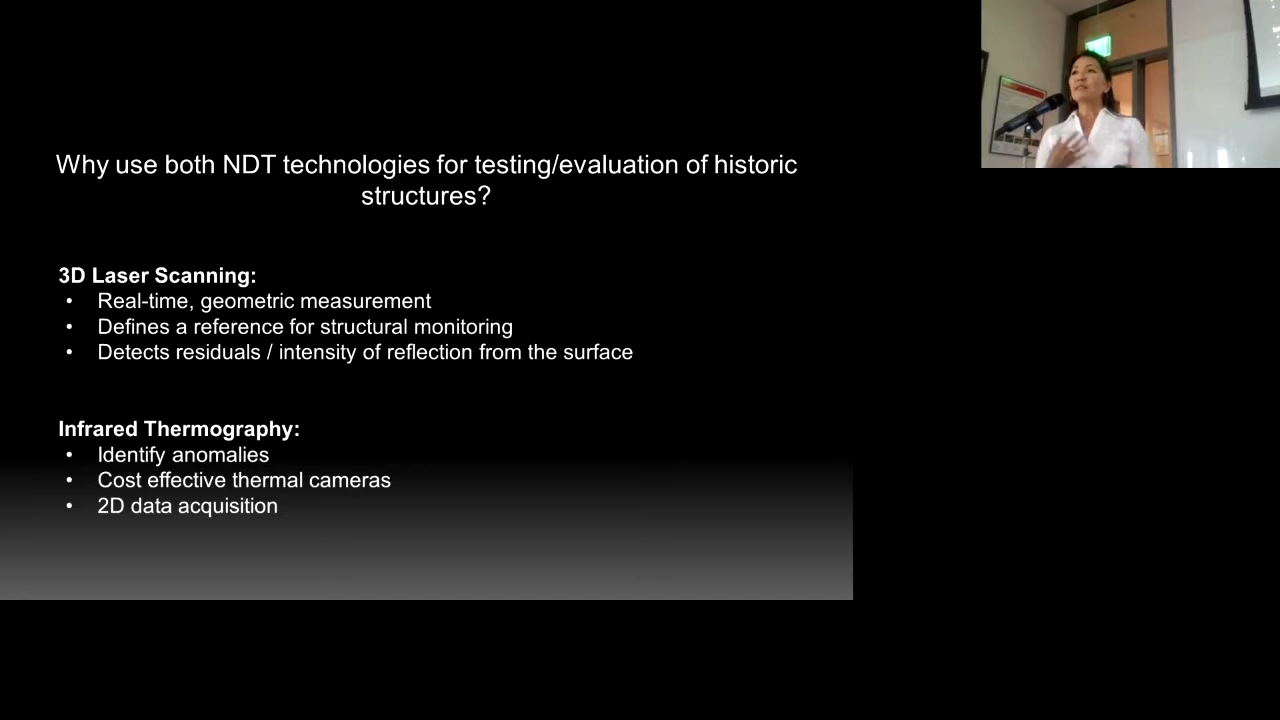 Why use both NDT technologies for testing/evaluation of historic
structures?
3D Laser Scanning:
• Real-time, geometric measurement
• Defines a reference for structural monitoring
• Detects residuals / intensity of reflection from the surface
Infrared Thermography:
• Identify anomalies
• Cost effective thermal cameras
• 2D data acquisition